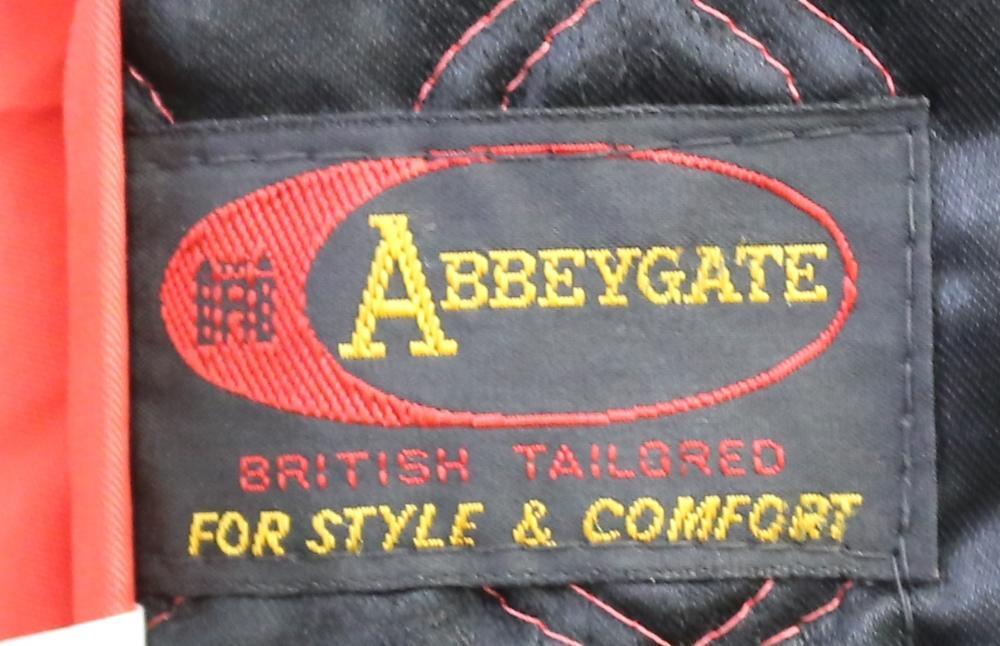 ABBEYGATE
BRITISH TAILORED
FOR STYLE & COMFORT